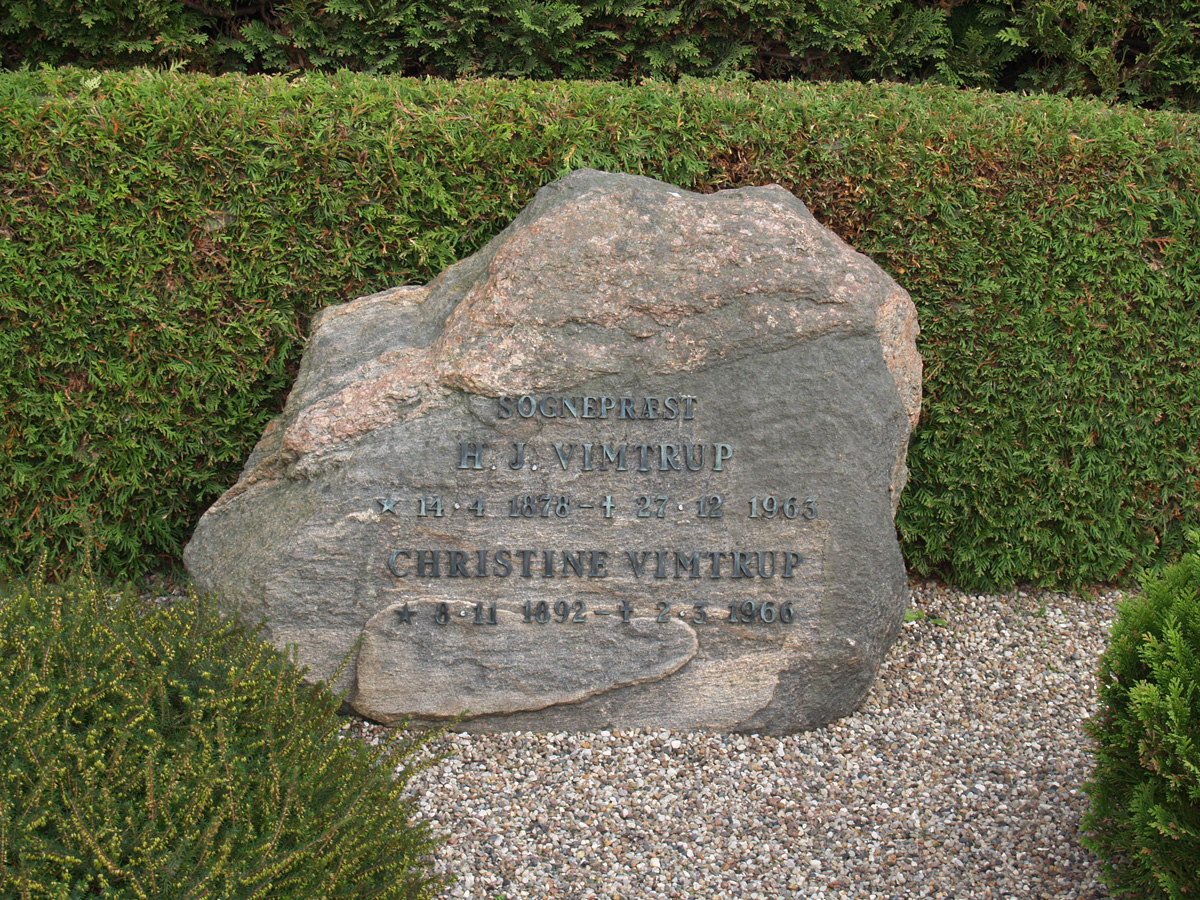 SOGNEPRÆST
H. J. VIMTRUP
★ 14·4 1878-✝ 27·12 1963
CHRISTINE VIMTRUP
★ 8·11 1892-✝ 2·3 1966